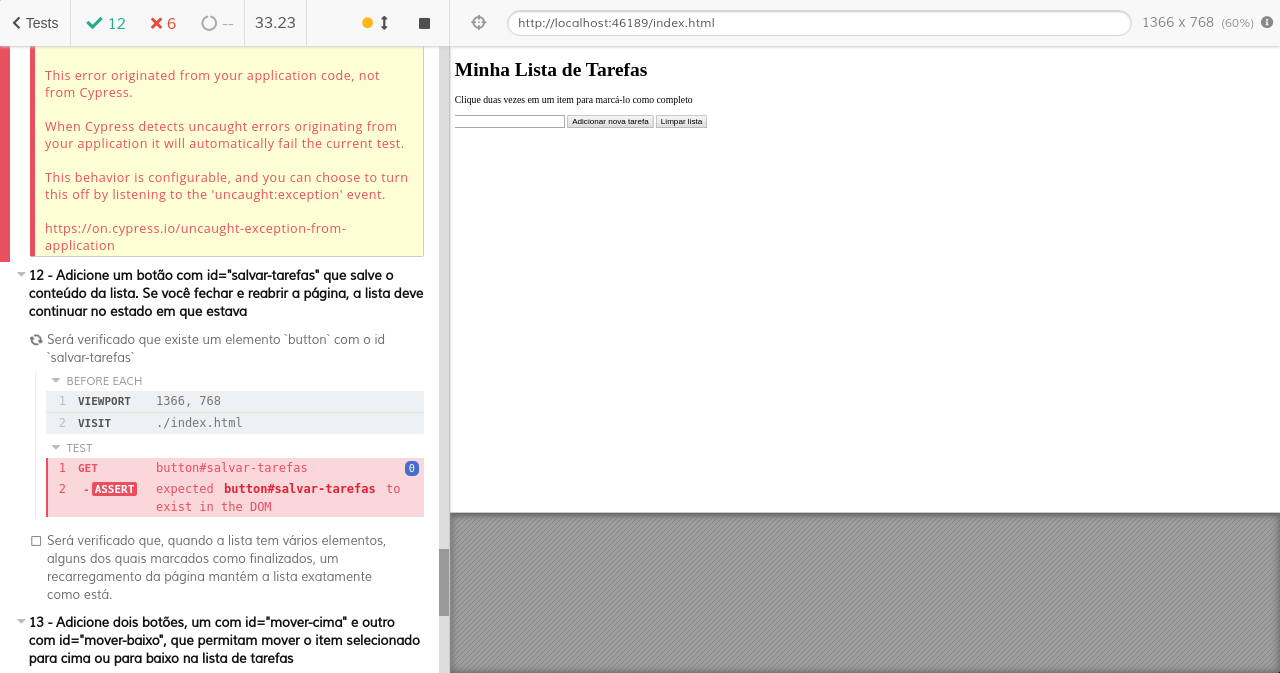 Tests
12
6
--
33.23
http://localhost:46189/index.html
1366 x 768 (60%)
This error originated from your application code, not
from Cypress.
When Cypress detects uncaught errors originating from
your application it will automatically fail the current test.
This behavior is configurable, and you can choose to turn
this off by listening to the 'uncaught:exception' event.
https://on.cypress.io/uncaught-exception-from-
application
12 - Adicione um botão com id="salvar-tarefas" que salve o
conteúdo da lista. Se você fechar e reabrir a página, a lista deve
continuar no estado em que estava
Será verificado que existe um elemento `button` com o id
`salvar-tarefas`
BEFORE EACH
1 VIEWPORT 1366, 768
2 VISIT ./index.html
TEST
1 GET button#salvar-tarefas 0
2 -ASSERT expected button#salvar-tarefas to
exist in the DOM
Será verificado que, quando a lista tem vários elementos,
alguns dos quais marcados como finalizados, um
recarregamento da página mantém a lista exatamente
como está.
13 - Adicione dois botões, um com id="mover-cima" e outro
com id="mover-baixo", que permitam mover o item selecionado
para cima ou para baixo na lista de tarefas
Minha Lista de Tarefas
Clique duas vezes em um item para marcá-lo como completo
Adicionar nova tarefa Limpar lista